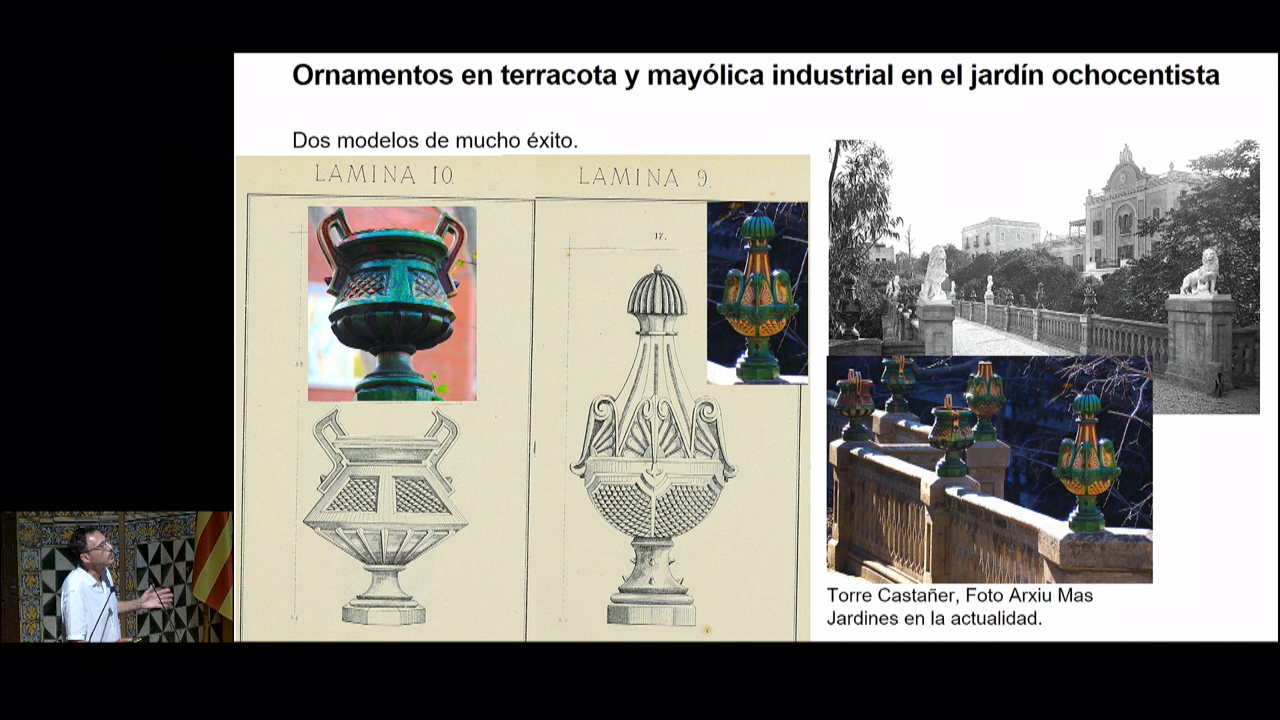 Ornamentos en terracota y mayólica industrial en el jardín ochocentista
Dos modelos de mucho éxito.
LAMINA 10.
LAMINA 9.
17.
Torre Castañer, Foto Arxiu Mas
Jardines en la actualidad.